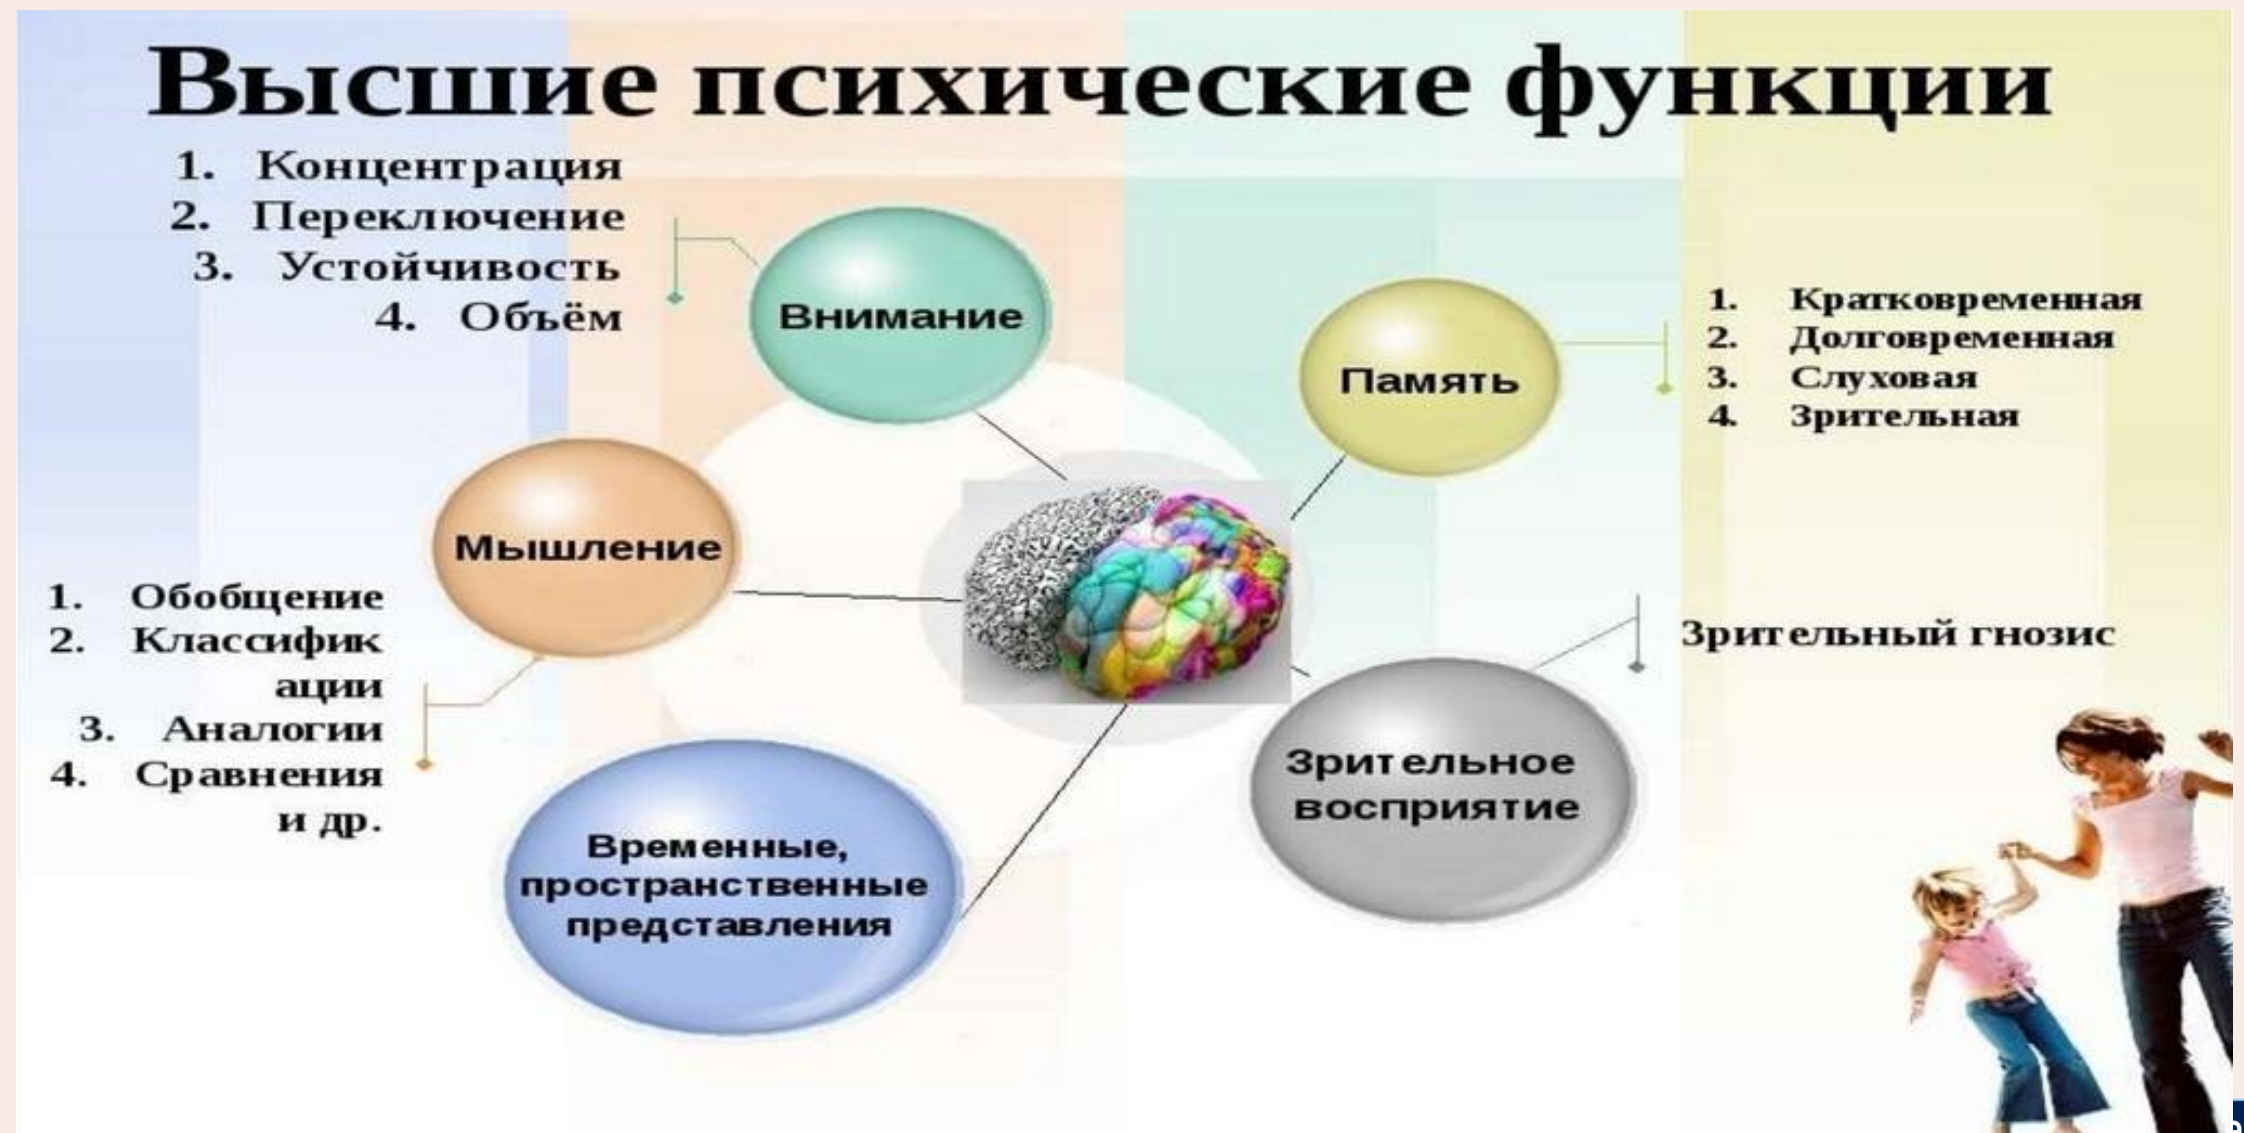 Высшие психические функции
1. Концентрация
2. Переключение
3. Устойчивость
4. Объём
Внимание
Память
1. Кратковременная
2. Долговременная
3. Слуховая
4. Зрительная
Мышление
1. Обобщение
2. Классифик
ации
3. Аналогии
4. Сравнения
и др.
Зрительный гнозис
Зрительное
восприятие
Временные,
пространственные
представления